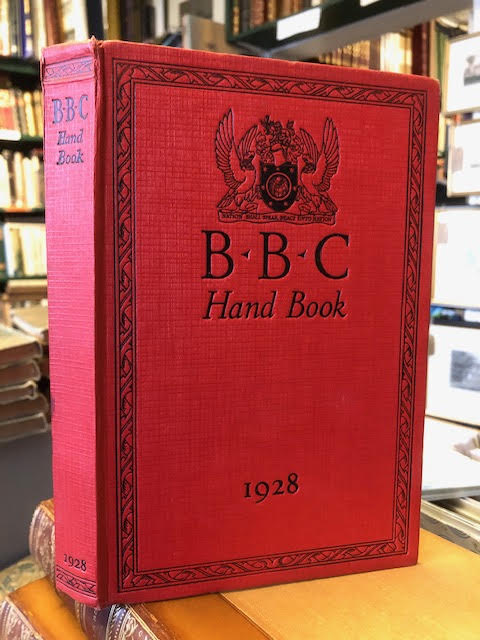 B·B·C
Hand
Book
1928
NATION SHALL SPEAK PEACE UNTO NATION
B·B·C
Hand Book
1928